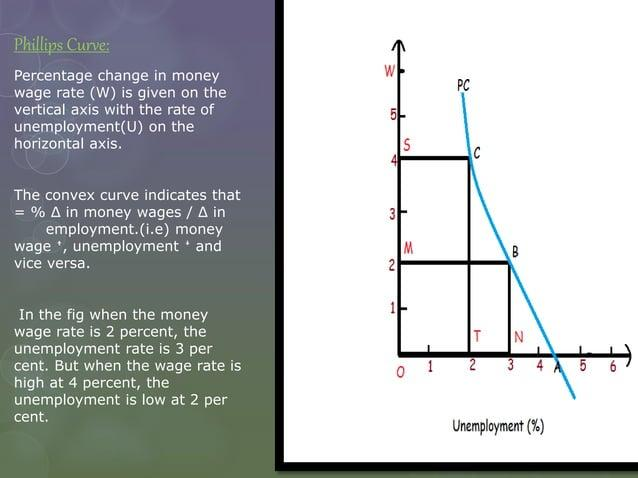 Phillips Curve:
Percentage change in money
wage rate (W) is given on the
vertical axis with the rate of
unemployment(U) on the
horizontal axis.
The convex curve indicates that
= % Δ in money wages / Δ in
employment.(i.e) money
wage ↑, unemployment ↓ and
vice versa.
In the fig when the money
wage rate is 2 percent, the
unemployment rate is 3 per
cent. But when the wage rate is
high at 4 percent, the
unemployment is low at 2 per
cent.
W
PC
5
S
C
4
3
M
B
2
1
T
N
O
1
2
3
4
A
5
6
Unemployment (%)